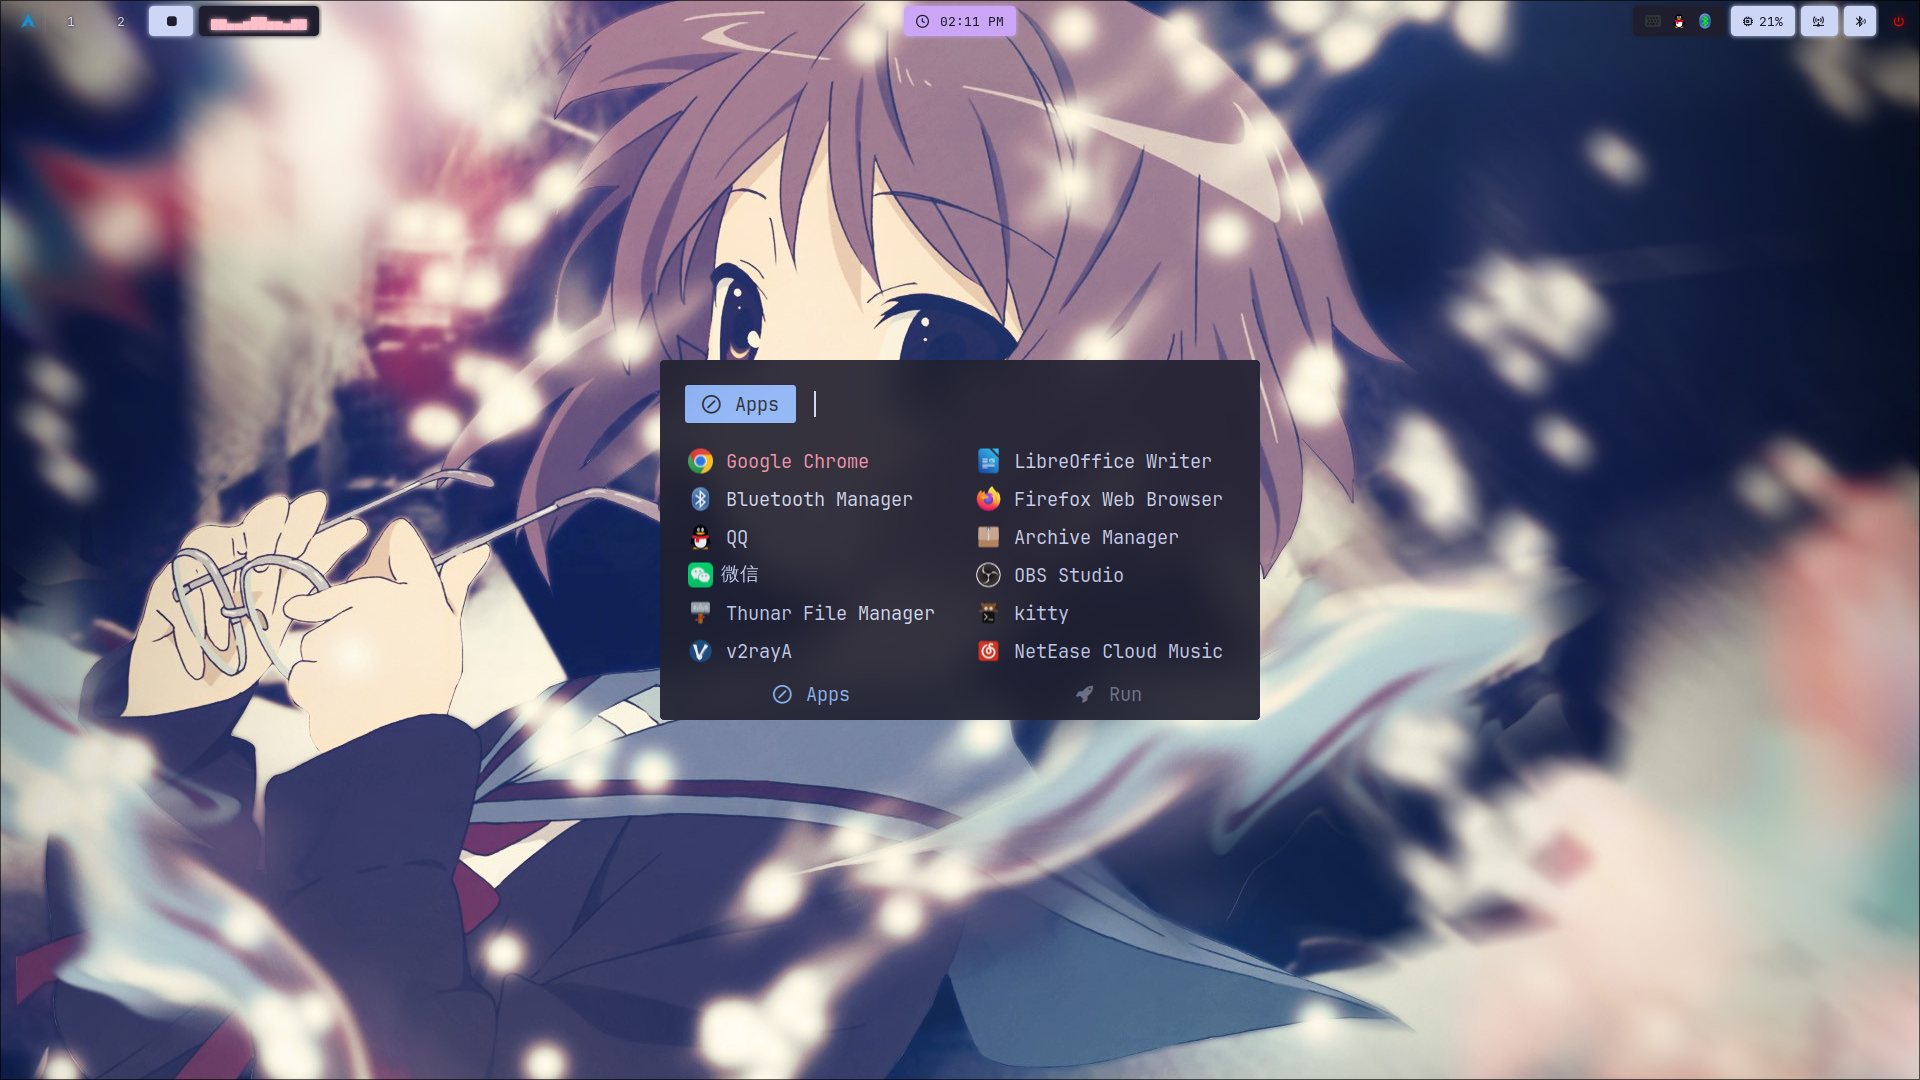 1 2 02:11 PM 21%
Apps
Google Chrome
LibreOffice Writer
Bluetooth Manager
Firefox Web Browser
QQ
Archive Manager
微信
OBS Studio
Thunar File Manager
kitty
v2rayA
NetEase Cloud Music
Apps
Run